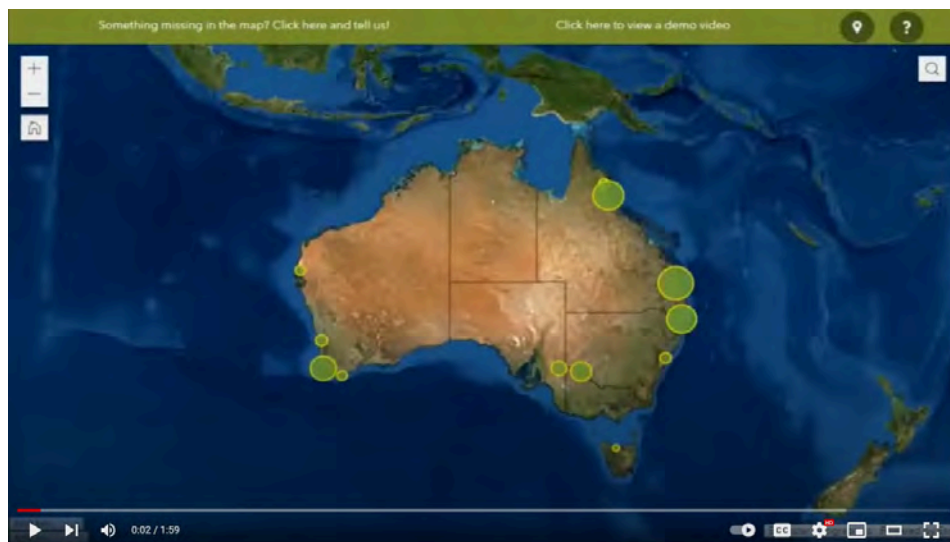 Something missing in the map? Click here and tell us!
Click here to view a demo video
?
+
−
0:02 / 1:59
CC
HD